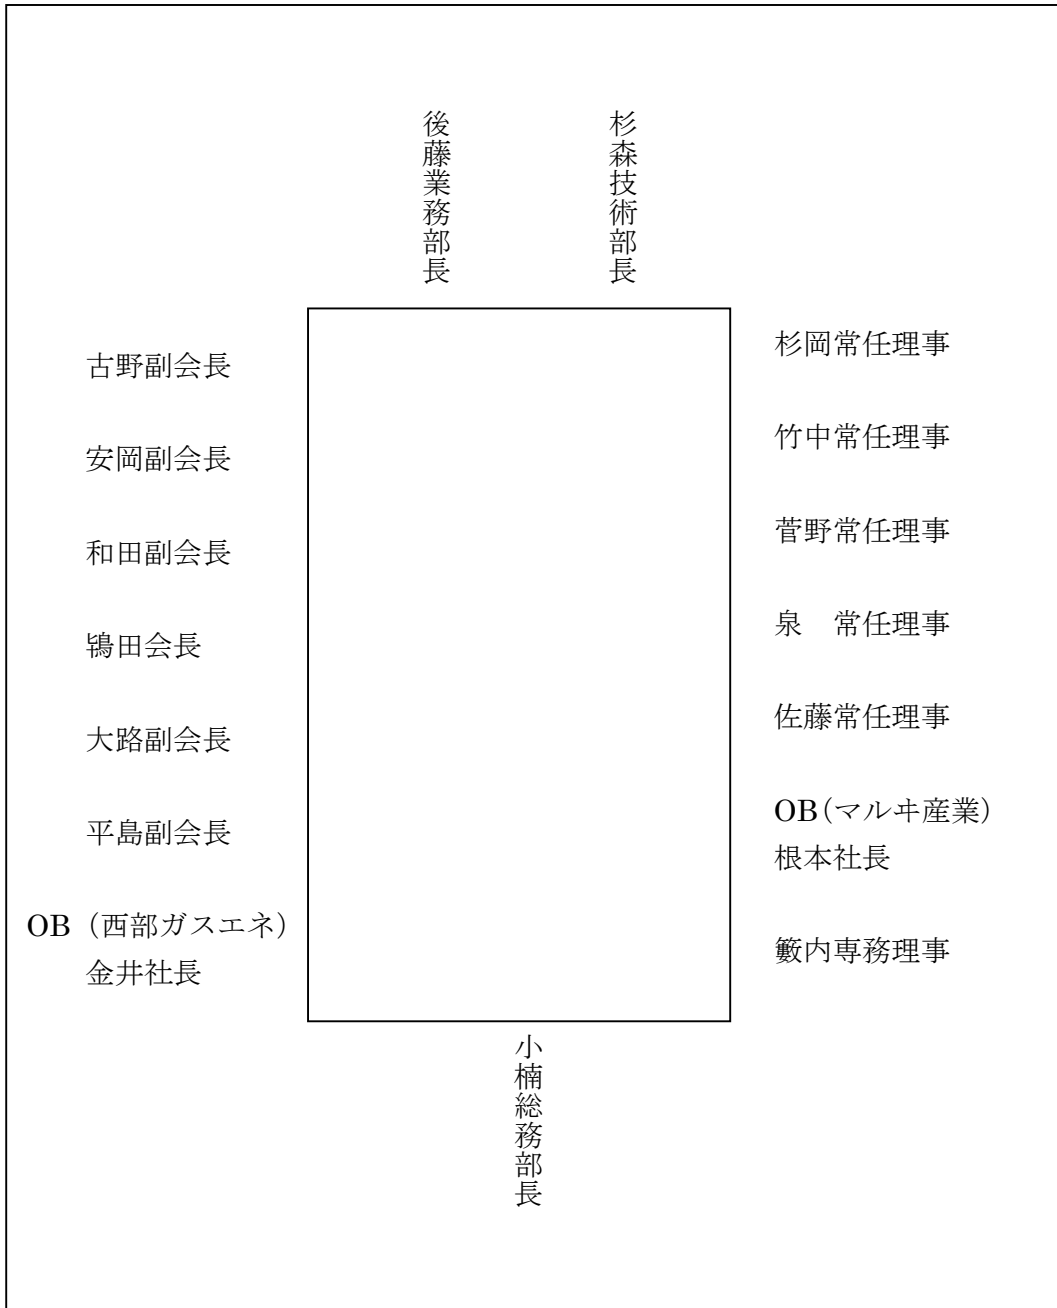 後藤業務部長
杉森技術部長
古野副会長
安岡副会長
和田副会長
鴇田会長
大路副会長
平島副会長
OB（西部ガスエネ）
金井社長
杉岡常任理事
竹中常任理事
菅野常任理事
泉　常任理事
佐藤常任理事
OB（マルヰ産業）
根本社長
籔内専務理事
小楠総務部長